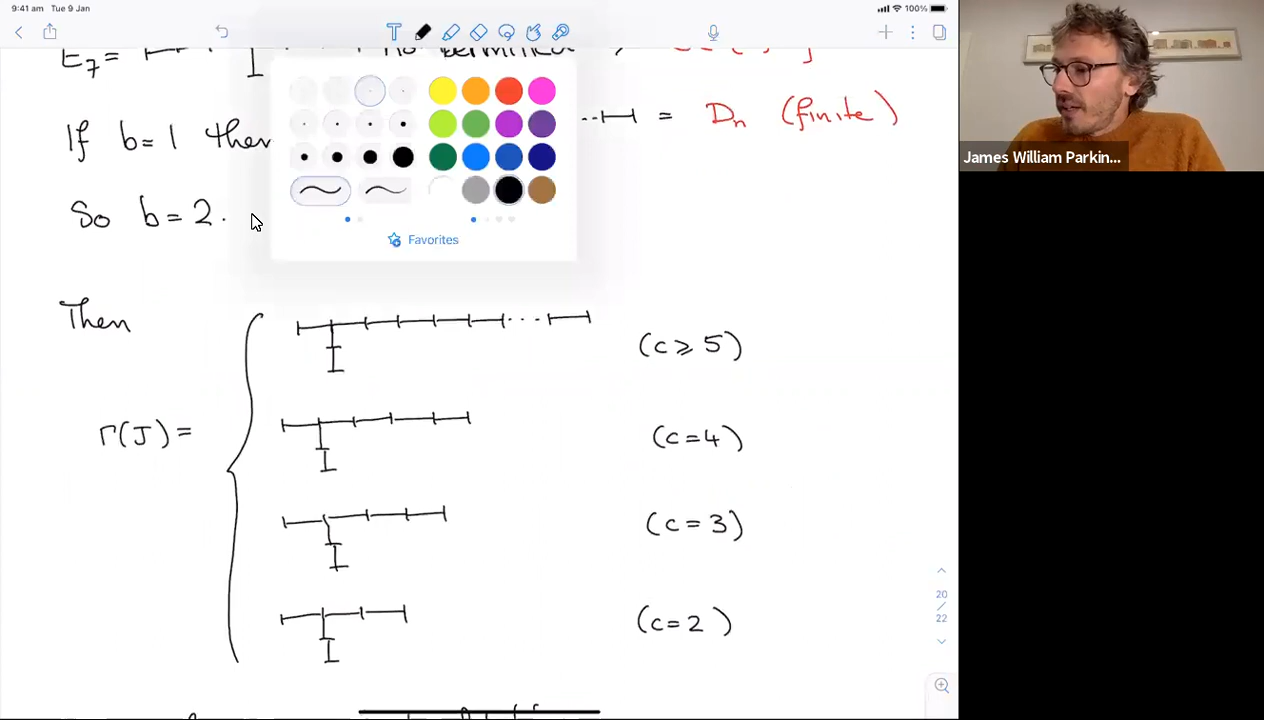 9:41 am Tue 9 Jan
100%
E7 =
If b=1 then = Dn (finite)
James William Parkin...
So b=2.
Favorites
Then
(c ⩾ 5)
Γ(J) =
(c=4)
(c = 3)
(c=2)
20
/
22